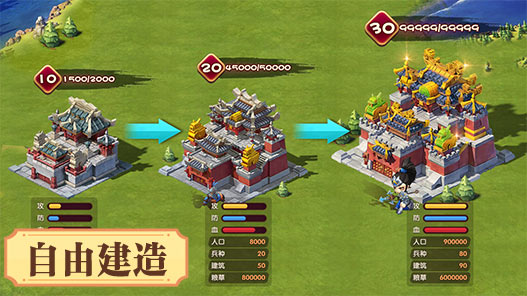 10 1500/2000
20 45000/50000
30 99999/99999
攻
防
血
攻
防
血
人口 8000
兵种 20
建筑 50
粮草 800000
攻
防
血
人口 900000
兵种 80
建筑 90
粮草 6000000
自由建造